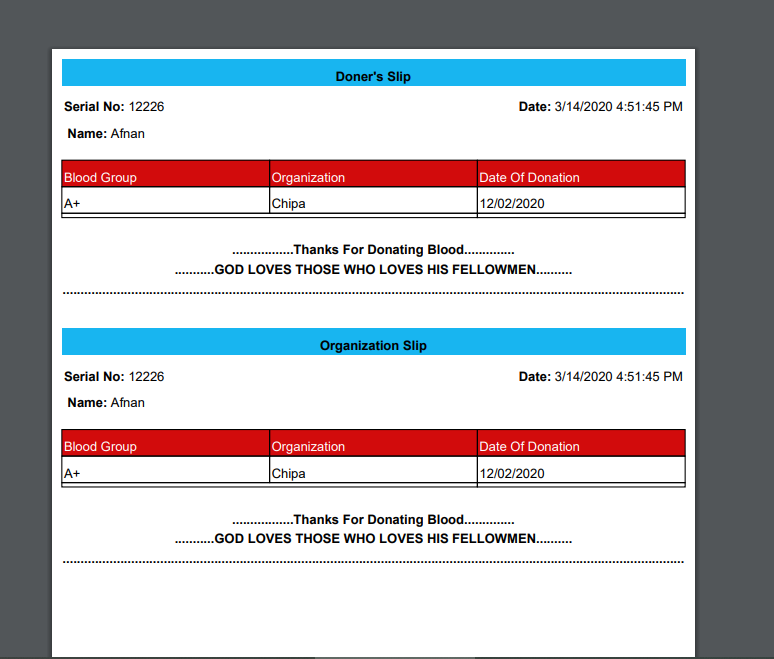 Doner's Slip
Serial No: 12226 Date: 3/14/2020 4:51:45 PM
Name: Afnan
Blood Group Organization Date Of Donation
A+ Chipa 12/02/2020
.................Thanks For Donating Blood..............
...........GOD LOVES THOSE WHO LOVES HIS FELLOWMEN..........
Organization Slip
Serial No: 12226 Date: 3/14/2020 4:51:45 PM
Name: Afnan
Blood Group Organization Date Of Donation
A+ Chipa 12/02/2020
.................Thanks For Donating Blood..............
...........GOD LOVES THOSE WHO LOVES HIS FELLOWMEN..........